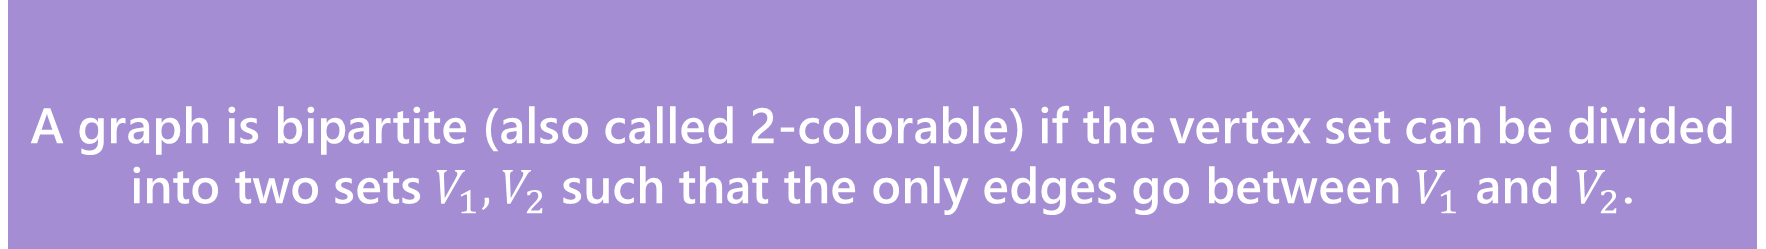 A graph is bipartite (also called 2-colorable) if the vertex set can be divided
into two sets V₁, V₂ such that the only edges go between V₁ and V₂.